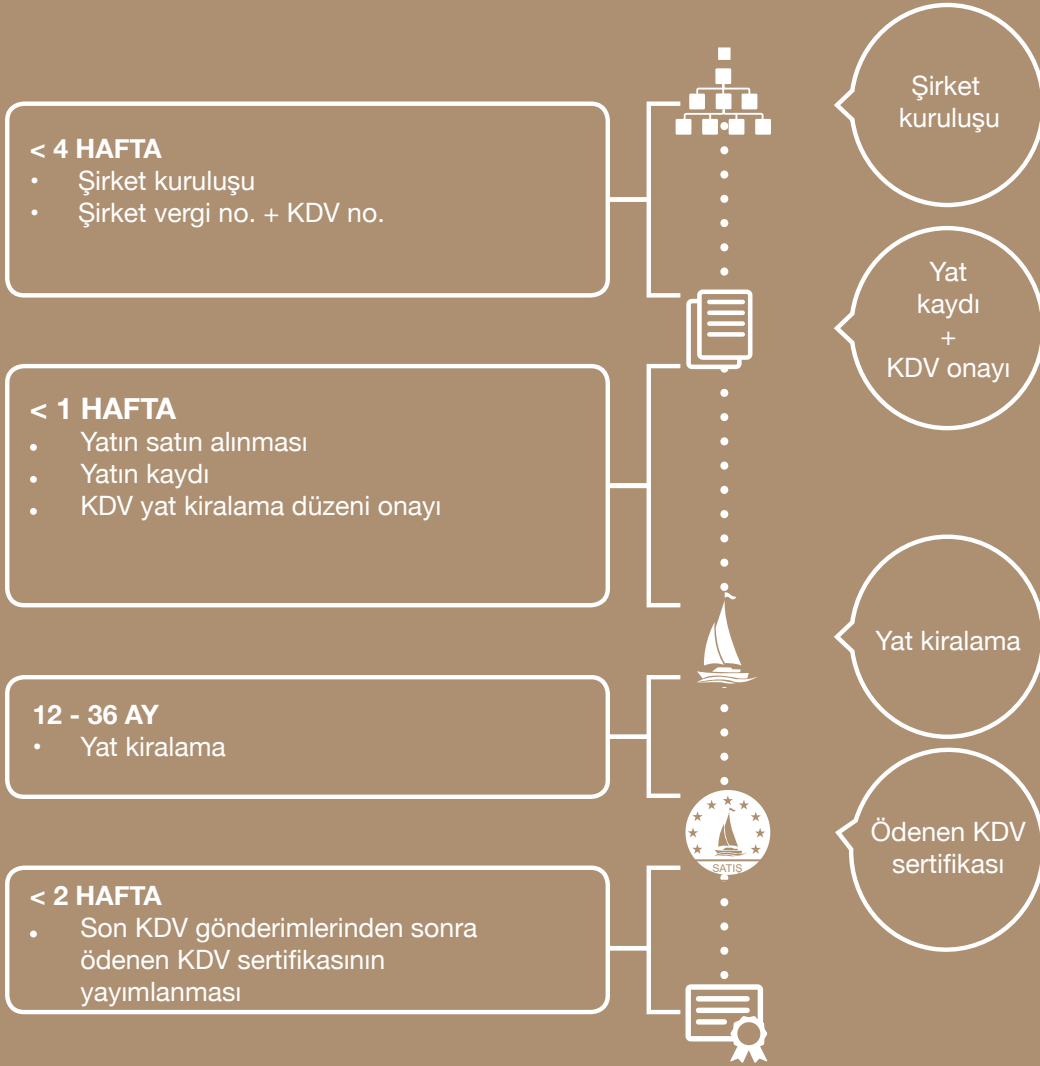 Şirket
kuruluşu
< 4 HAFTA
• Şirket kuruluşu
• Şirket vergi no. + KDV no.
Yat
kaydı
+
KDV onayı
< 1 HAFTA
• Yatın satın alınması
• Yatın kaydı
• KDV yat kiralama düzeni onayı
Yat kiralama
12 - 36 AY
• Yat kiralama
Ödenen KDV
sertifikası
SATIS
< 2 HAFTA
• Son KDV gönderimlerinden sonra
ödenen KDV sertifikasının
yayımlanması